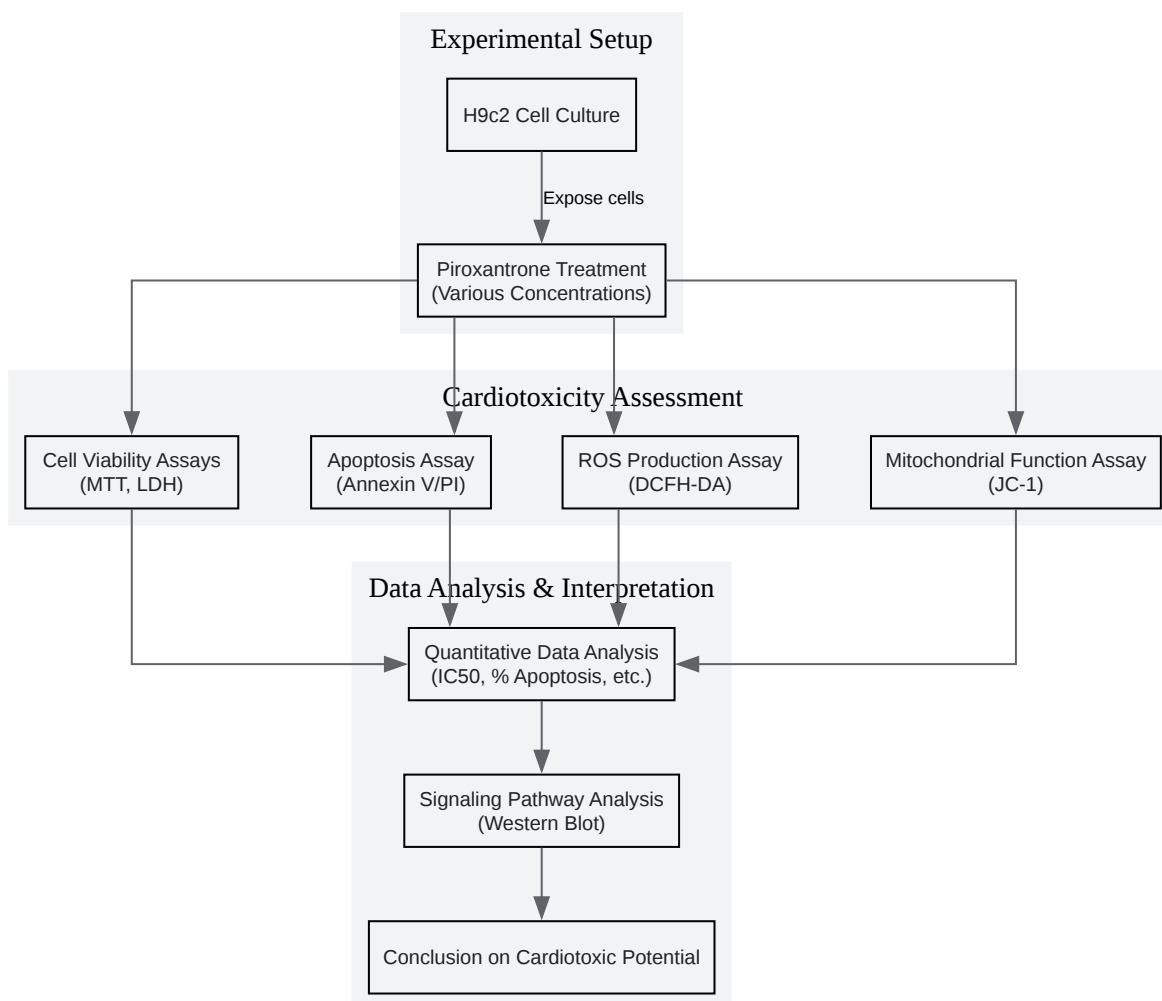 Experimental Setup
H9c2 Cell Culture
Expose cells
Piroxantrone Treatment
(Various Concentrations)
Cardiotoxicity Assessment
Cell Viability Assays
(MTT, LDH)
Apoptosis Assay
(Annexin V/PI)
ROS Production Assay
(DCFH-DA)
Mitochondrial Function Assay
(JC-1)
Data Analysis & Interpretation
Quantitative Data Analysis
(IC50, % Apoptosis, etc.)
Signaling Pathway Analysis
(Western Blot)
Conclusion on Cardiotoxic Potential